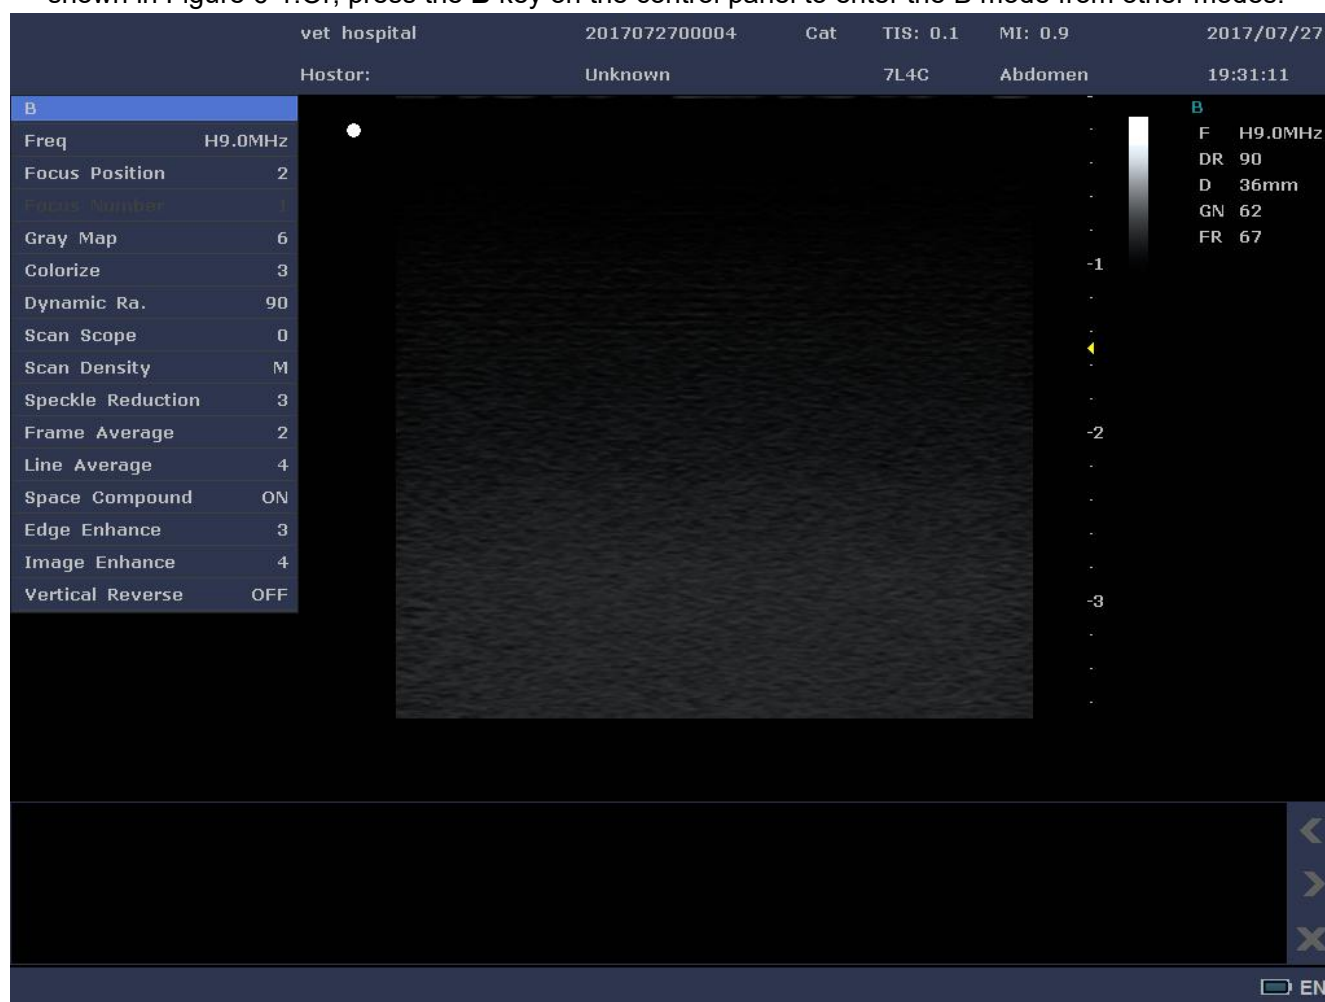 shown in Figure 6-1.Or, press the B key on the control panel to enter the B mode from other modes.
vet hospital 2017072700004 Cat TIS: 0.1 MI: 0.9 2017/07/27
Hostor: Unknown 7L4C Abdomen 19:31:11
B
Freq H9.0MHz
Focus Position 2
Focus Number 1
Gray Map 6
Colorize 3
Dynamic Ra. 90
Scan Scope 0
Scan Density M
Speckle Reduction 3
Frame Average 2
Line Average 4
Space Compound ON
Edge Enhance 3
Image Enhance 4
Vertical Reverse OFF
-1
-2
-3
B
F H9.0MHz
DR 90
D 36mm
GN 62
FR 67
EN